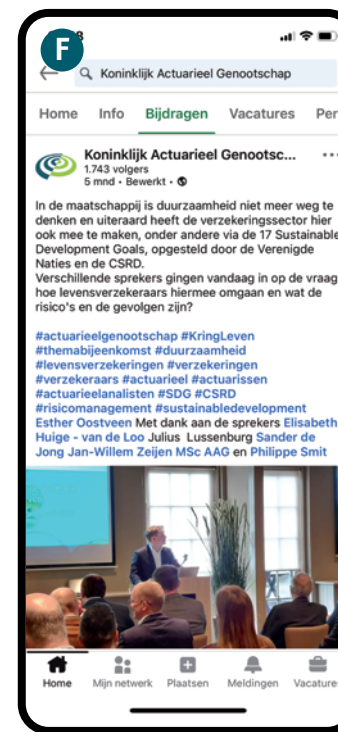 F
8
Koninklijk Actuarieel Genootschap
Home Info Bijdragen Vacatures Per
Koninklijk Actuarieel Genootsc...
1.743 volgers
5 mnd • Bewerkt •
In de maatschappij is duurzaamheid niet meer weg te
denken en uiteraard heeft de verzekeringssector hier
ook mee te maken, onder andere via de 17 Sustainable
Development Goals, opgesteld door de Verenigde
Naties en de CSRD.
Verschillende sprekers gingen vandaag in op de vraag
hoe levensverzekeraars hiermee omgaan en wat de
risico's en de gevolgen zijn?
#actuarieelgenootschap #KringLeven
#themabijeenkomst #duurzaamheid
#levensverzekeringen #verzekeringen
#verzekeraars #actuarieel #actuarissen
#actuarieelanalisten #SDG #CSRD
#risicomanagement #sustainabledevelopment
Esther Oostveen Met dank aan de sprekers Elisabeth
Huige - van de Loo Julius Lussenburg Sander de
Jong Jan-Willem Zeijen MSc AAG en Philippe Smit
Home Mijn netwerk Plaatsen Meldingen Vacature